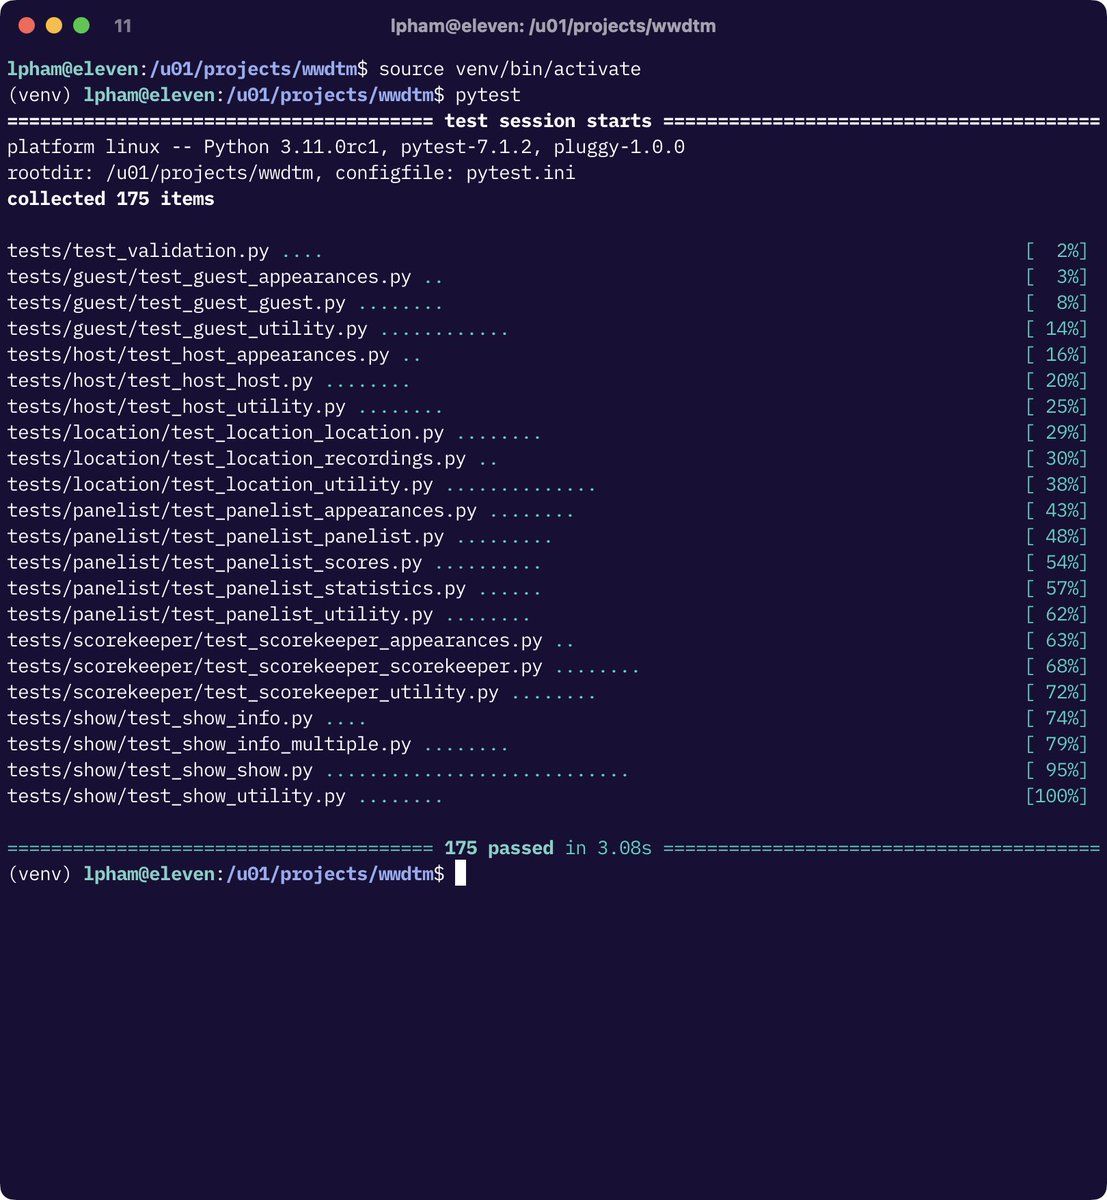 11 lpham@eleven: /u01/projects/wwdtm
lpham@eleven:/u01/projects/wwdtm$ source venv/bin/activate
(venv) lpham@eleven:/u01/projects/wwdtm$ pytest
======================================= test session starts ========================================
platform linux -- Python 3.11.0rc1, pytest-7.1.2, pluggy-1.0.0
rootdir: /u01/projects/wwdtm, configfile: pytest.ini
collected 175 items
tests/test_validation.py .... [  2%]
tests/guest/test_guest_appearances.py .. [  3%]
tests/guest/test_guest_guest.py ........ [  8%]
tests/guest/test_guest_utility.py ............ [ 14%]
tests/host/test_host_appearances.py .. [ 16%]
tests/host/test_host_host.py ........ [ 20%]
tests/host/test_host_utility.py ........ [ 25%]
tests/location/test_location_location.py ........ [ 29%]
tests/location/test_location_recordings.py .. [ 30%]
tests/location/test_location_utility.py .............. [ 38%]
tests/panelist/test_panelist_appearances.py ........ [ 43%]
tests/panelist/test_panelist_panelist.py ......... [ 48%]
tests/panelist/test_panelist_scores.py .......... [ 54%]
tests/panelist/test_panelist_statistics.py ...... [ 57%]
tests/panelist/test_panelist_utility.py ........ [ 62%]
tests/scorekeeper/test_scorekeeper_appearances.py .. [ 63%]
tests/scorekeeper/test_scorekeeper_scorekeeper.py ........ [ 68%]
tests/scorekeeper/test_scorekeeper_utility.py ........ [ 72%]
tests/show/test_show_info.py .... [ 74%]
tests/show/test_show_info_multiple.py ........ [ 79%]
tests/show/test_show_show.py ............................ [ 95%]
tests/show/test_show_utility.py ........ [100%]
======================================= 175 passed in 3.08s ========================================
(venv) lpham@eleven:/u01/projects/wwdtm$